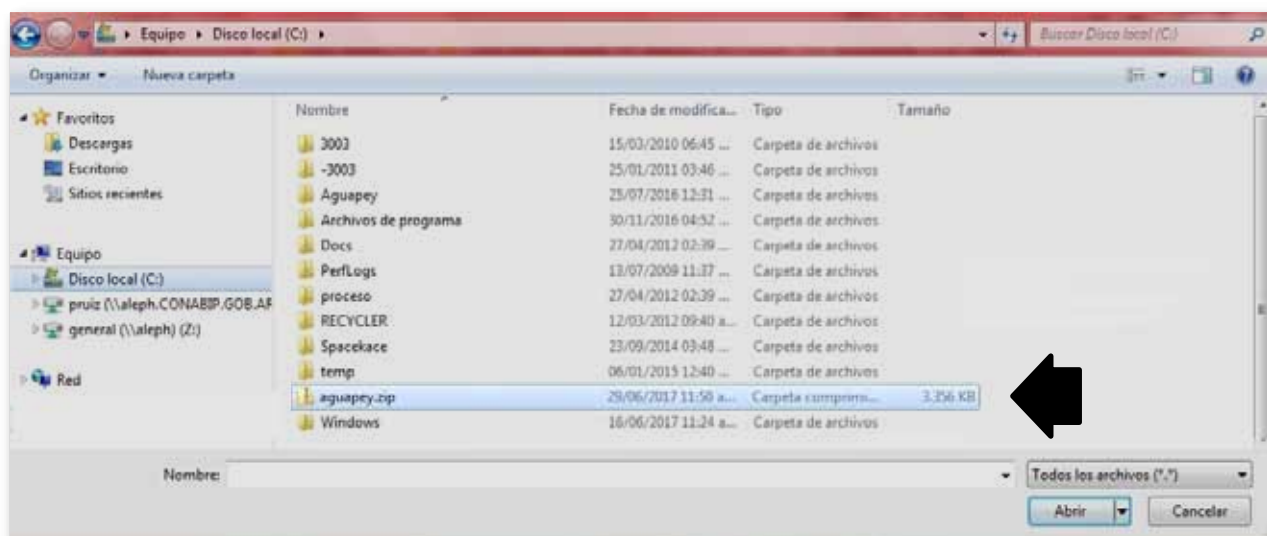 Equipo ▸ Disco local (C:) ▸ Buscar Disco local (C:)
Organizar Nueva carpeta
Favoritos
Descargas
Escritorio
Sitios recientes
Equipo
Disco local (C:)
pruiz (\\aleph.CONABIP.GOB.AR
general (\\aleph) (Z:)
Red
Nombre Fecha de modifica... Tipo Tamaño
3003 15/03/2010 06:45 ... Carpeta de archivos
-3003 25/01/2011 03:46 ... Carpeta de archivos
Aguapey 25/07/2016 12:31 ... Carpeta de archivos
Archivos de programa 30/11/2016 04:52 ... Carpeta de archivos
Docs 27/04/2012 02:39 ... Carpeta de archivos
PerfLogs 13/07/2009 11:37 ... Carpeta de archivos
proceso 27/04/2012 02:39 ... Carpeta de archivos
RECYCLER 12/03/2012 09:40 a... Carpeta de archivos
Spacekace 23/09/2014 03:48 ... Carpeta de archivos
temp 06/01/2015 12:40 ... Carpeta de archivos
aguapey.zip 29/06/2017 11:50 a... Carpeta comprimi... 3.356 KB
Windows 16/06/2017 11:24 a... Carpeta de archivos
Nombre: Todos los archivos (*.*)
Abrir Cancelar